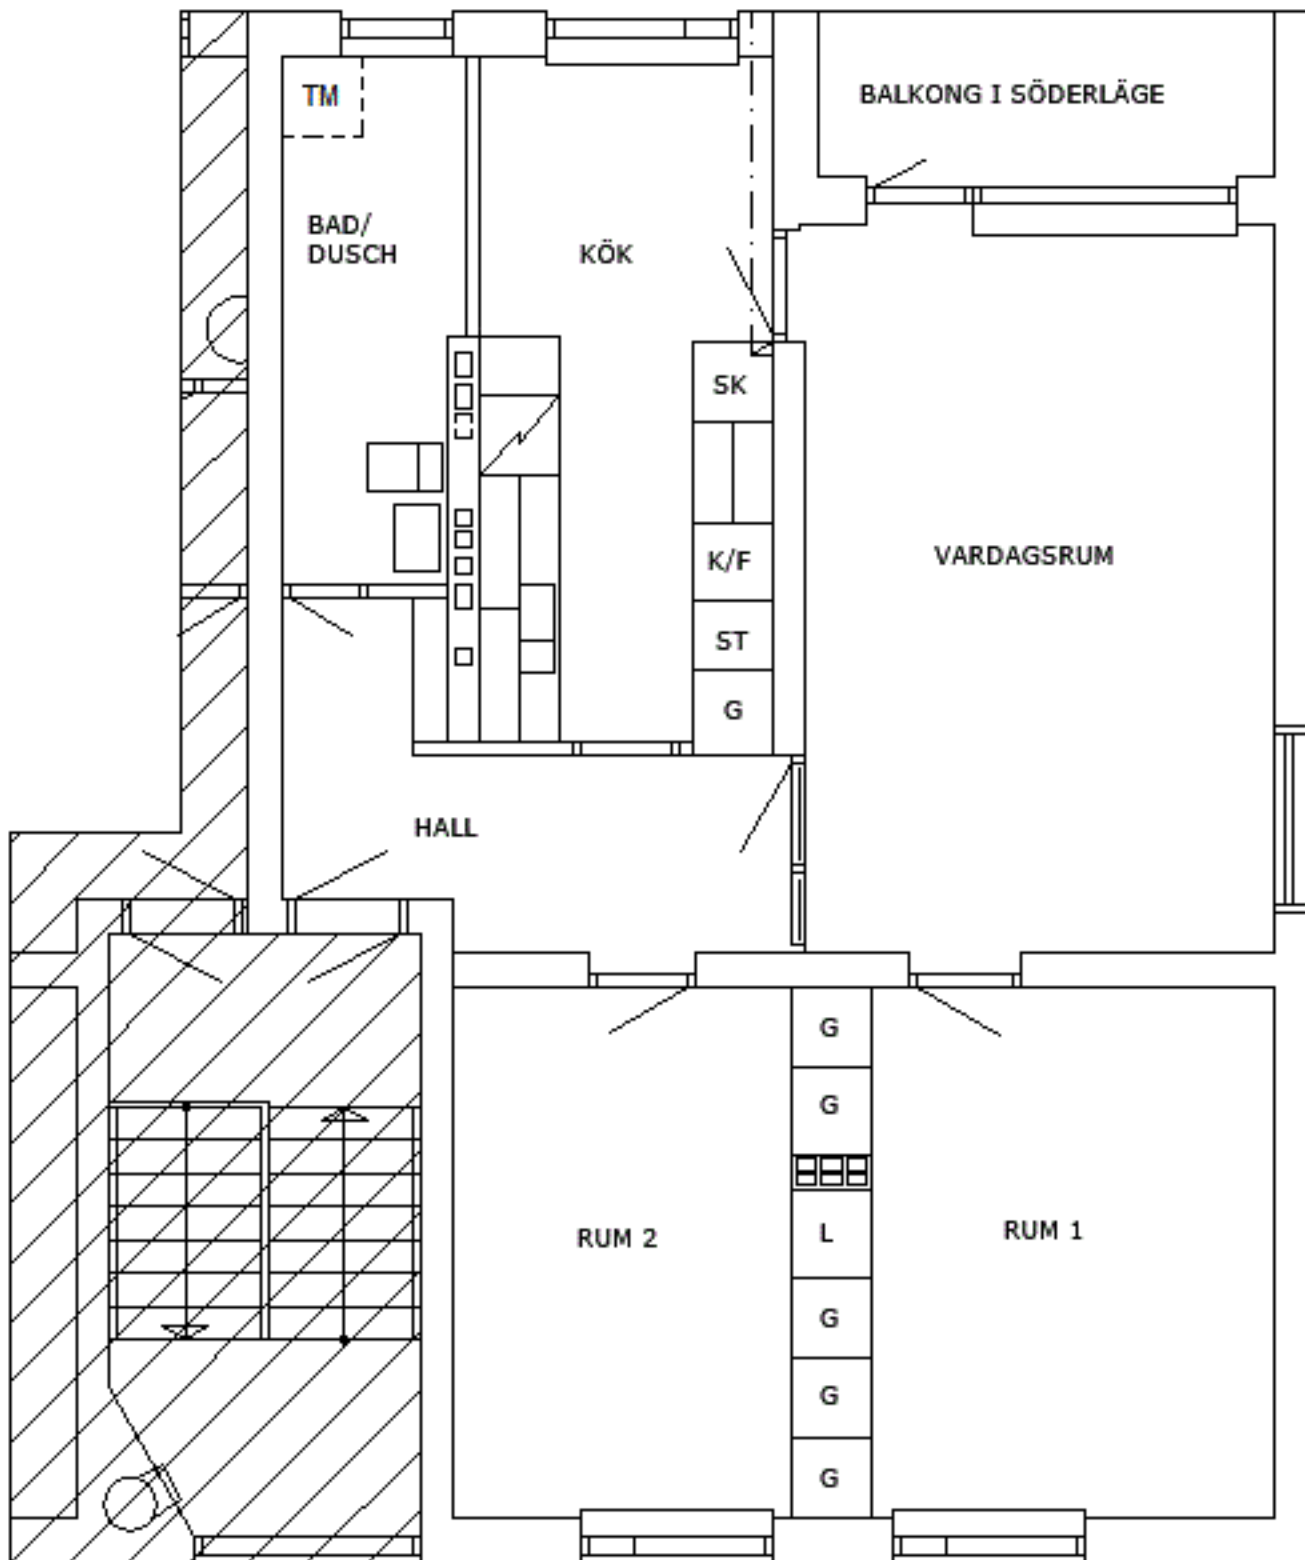 TM
BALKONG I SÖDERLÄGE
BAD/
DUSCH
KÖK
SK
K/F
VARDAGSRUM
ST
G
HALL
G
G
L
RUM 2
RUM 1
G
G
G